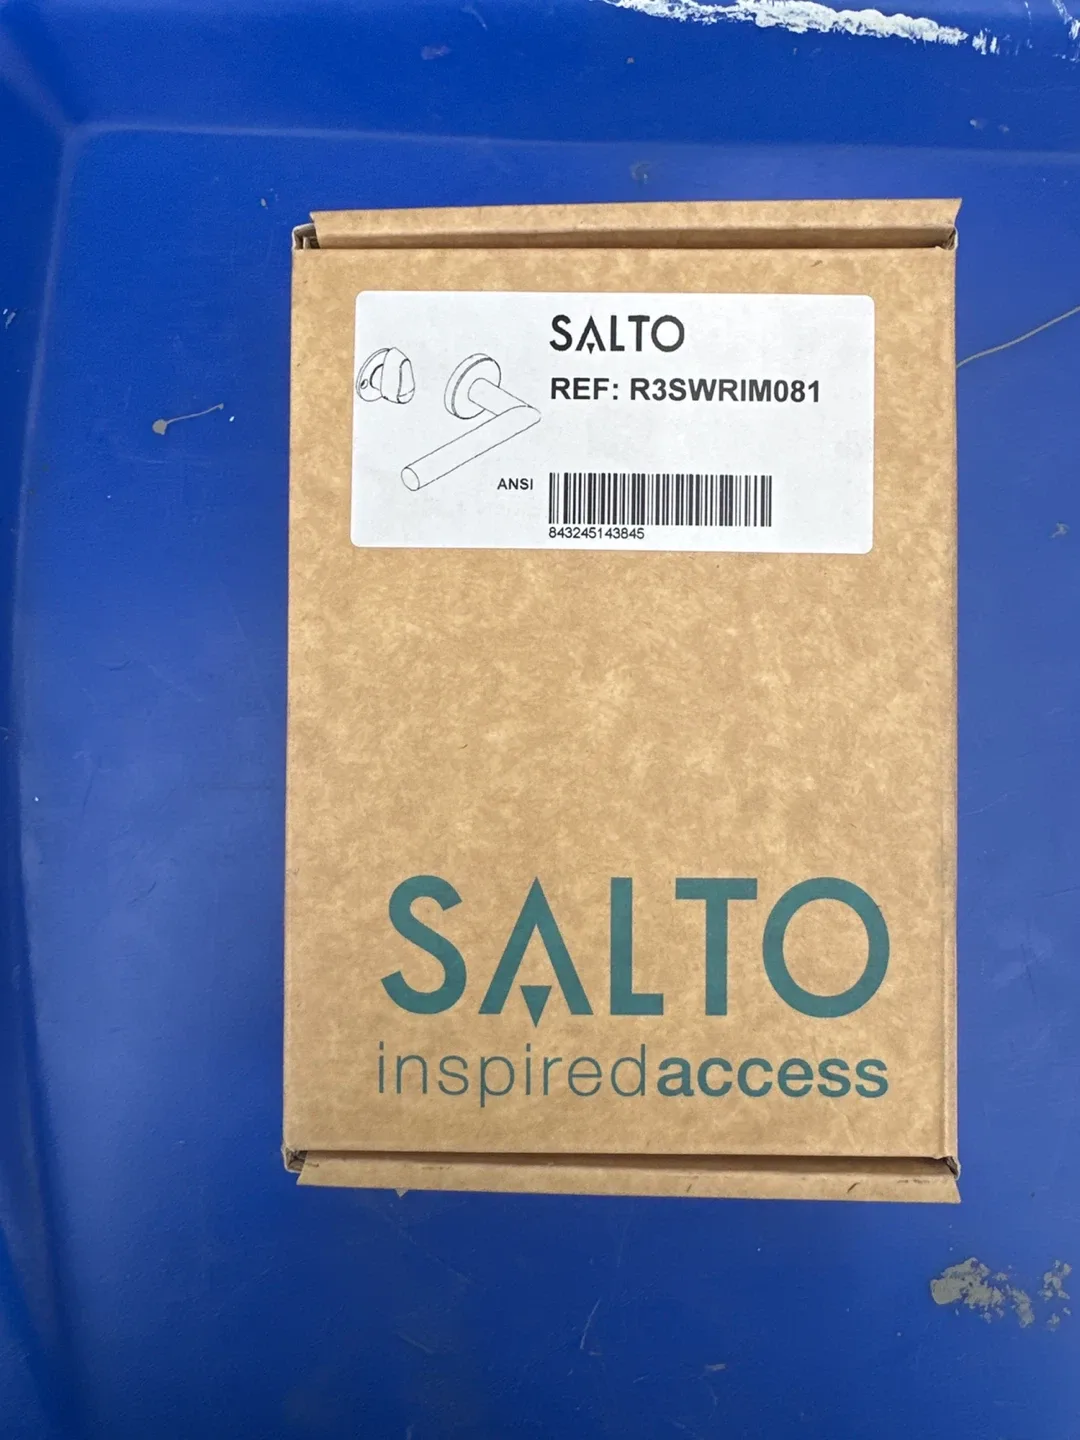 SALTO
REF: R3SWRIM081
ANSI
843245143845
SALTO
inspiredaccess